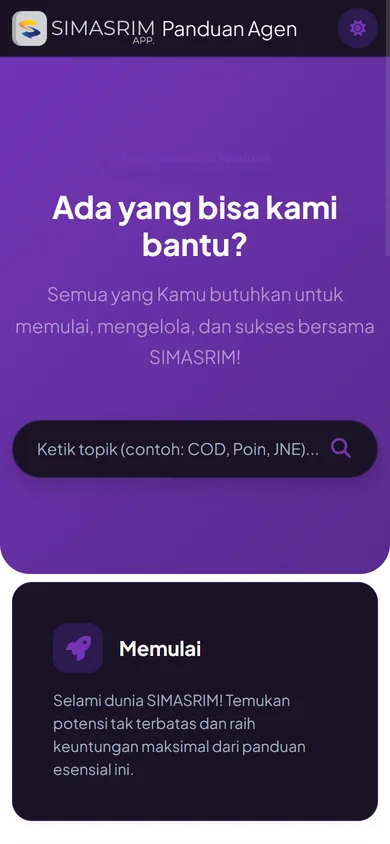 SIMASRIM Panduan Agen
APP.
Ada yang bisa kami
bantu?
Semua yang Kamu butuhkan untuk
memulai, mengelola, dan sukses bersama
SIMASRIM!
Ketik topik (contoh: COD, Poin, JNE)...
Memulai
Selami dunia SIMASRIM! Temukan
potensi tak terbatas dan raih
keuntungan maksimal dari panduan
esensial ini.